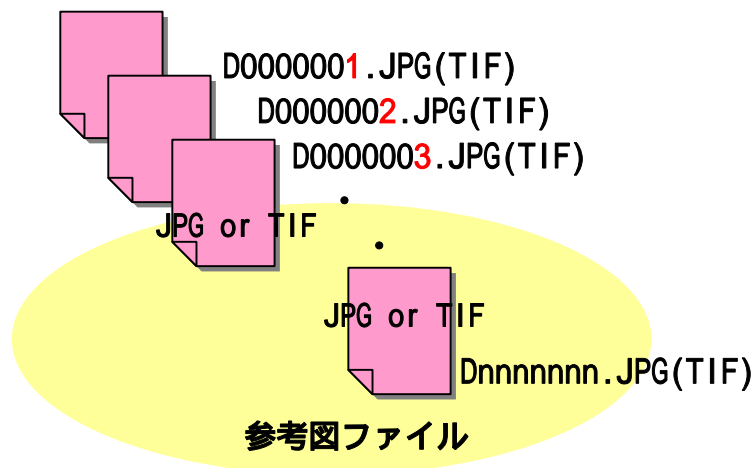 D0000001.JPG(TIF)
D0000002.JPG(TIF)
D0000003.JPG(TIF)
JPG or TIF
JPG or TIF
Dnnnnnnn.JPG(TIF)
参考図ファイル